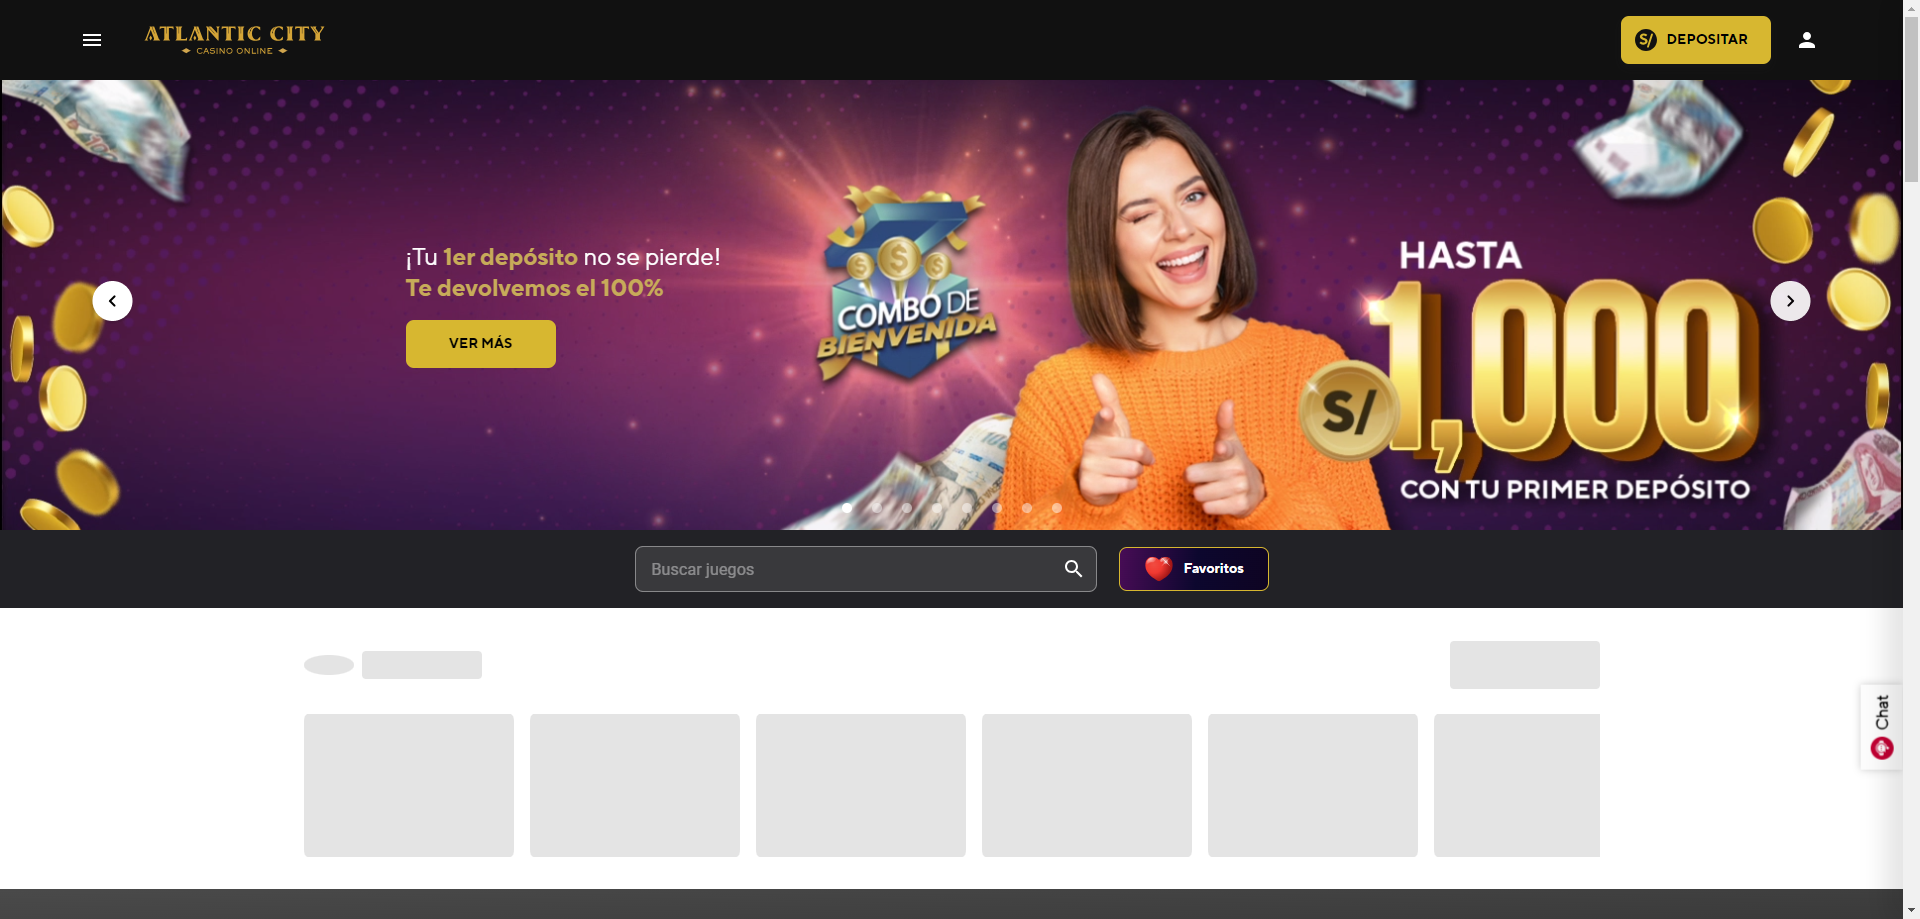 ATLANTIC CITY
CASINO ONLINE
S/ DEPOSITAR
¡Tu 1er depósito no se pierde!
Te devolvemos el 100%
VER MÁS
COMBO DE
BIENVENIDA
HASTA
S/ 1,000
CON TU PRIMER DEPÓSITO
Buscar juegos
Favoritos
Chat